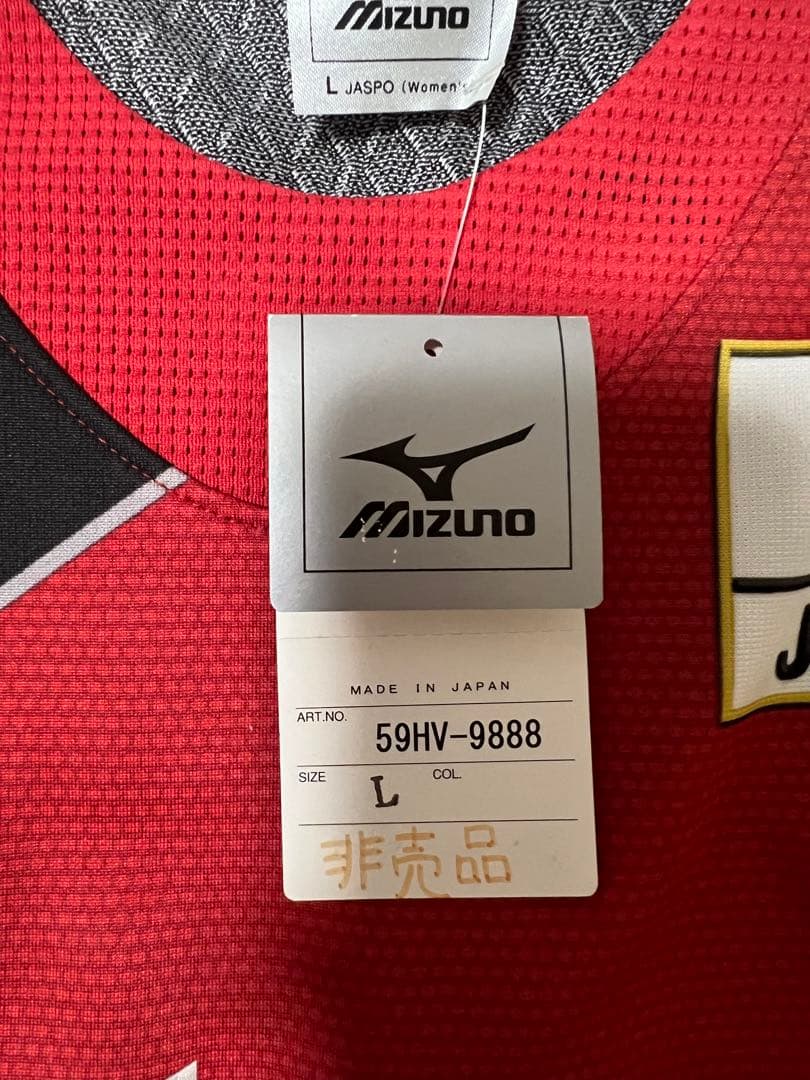 MIZUNO
L JASPO (Women's
MIZUNO
MADE IN JAPAN
ART.NO.
59HV-9888
SIZE L COL.
非売品